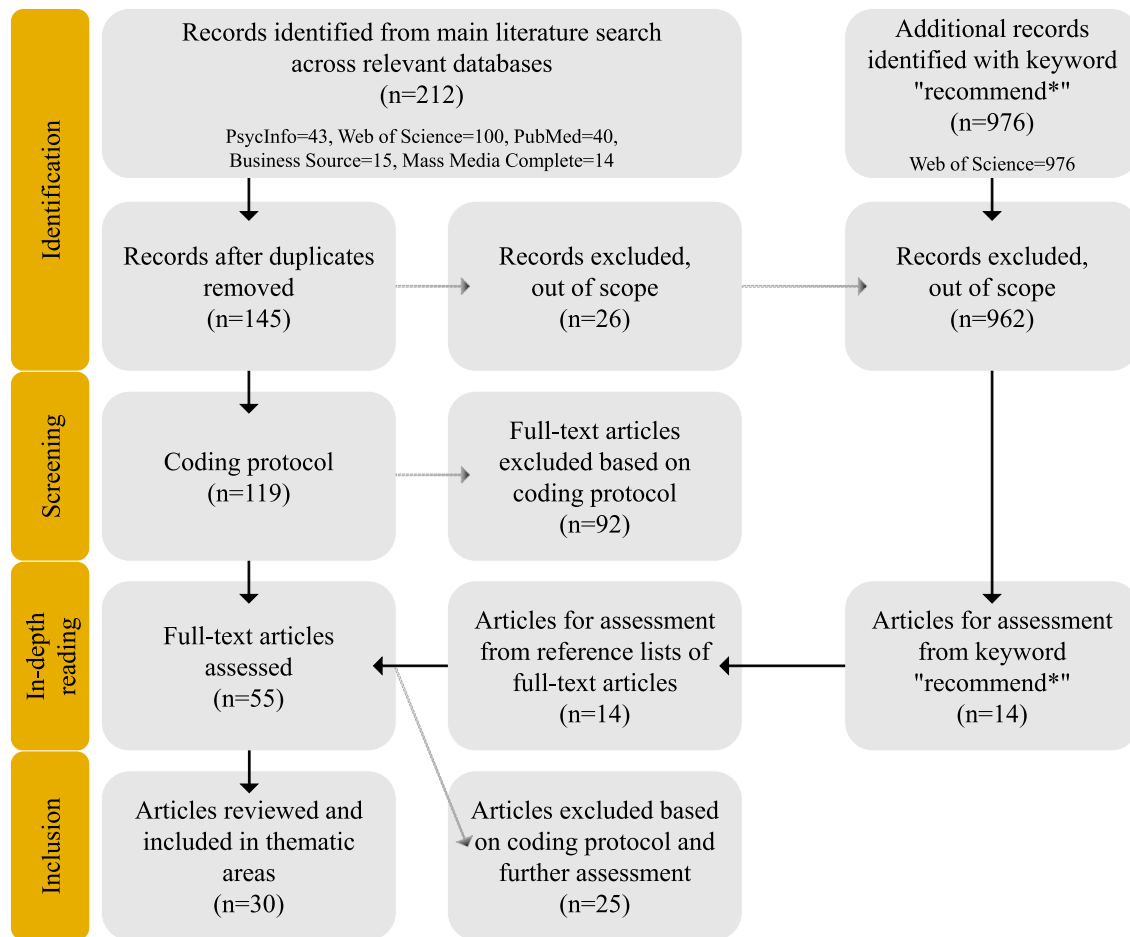 Identification
Records identified from main literature search
across relevant databases
(n=212)
PsycInfo=43, Web of Science=100, PubMed=40,
Business Source=15, Mass Media Complete=14
Additional records
identified with keyword
"recommend*"
(n=976)
Web of Science=976
Records after duplicates
removed
(n=145)
Records excluded,
out of scope
(n=26)
Records excluded,
out of scope
(n=962)
Screening
Coding protocol
(n=119)
Full-text articles
excluded based on
coding protocol
(n=92)
In-depth
reading
Full-text articles
assessed
(n=55)
Articles for assessment
from reference lists of
full-text articles
(n=14)
Articles for assessment
from keyword
"recommend*"
(n=14)
Inclusion
Articles reviewed and
included in thematic
areas
(n=30)
Articles excluded based
on coding protocol and
further assessment
(n=25)